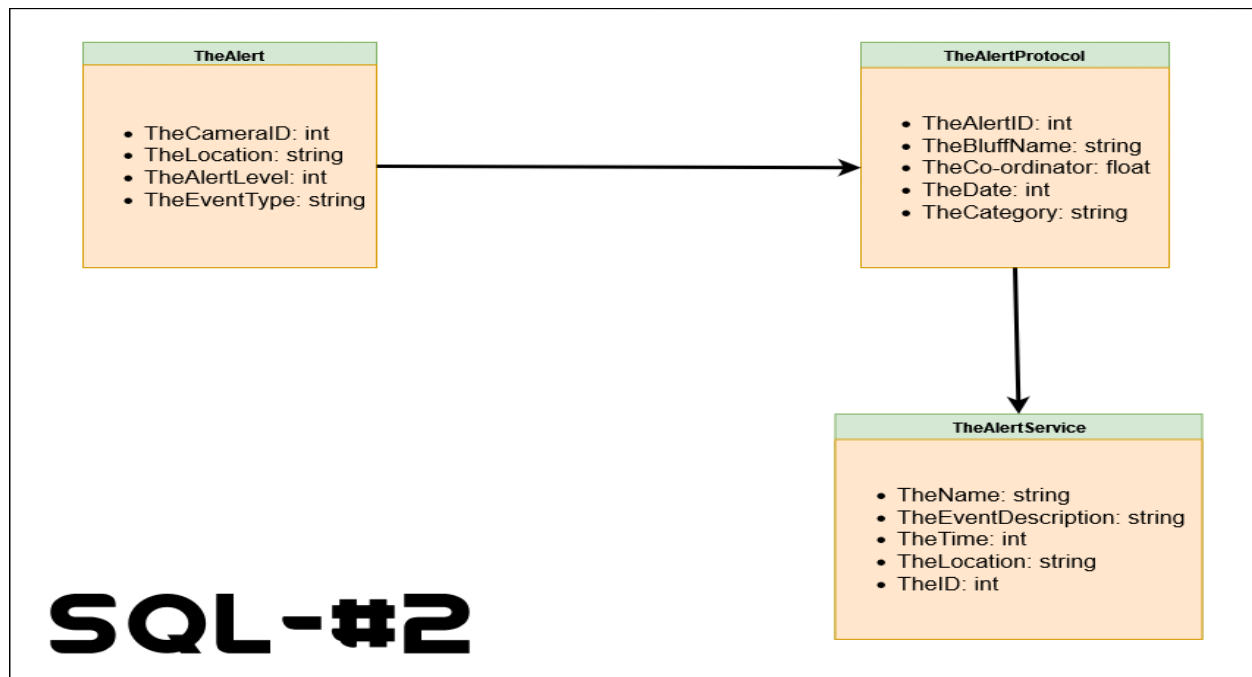 TheAlert
• TheCameraID: int
• TheLocation: string
• TheAlertLevel: int
• TheEventType: string
TheAlertProtocol
• TheAlertID: int
• TheBluffName: string
• TheCo-ordinator: float
• TheDate: int
• TheCategory: string
TheAlertService
• TheName: string
• TheEventDescription: string
• TheTime: int
• TheLocation: string
• TheID: int
SQL-#2